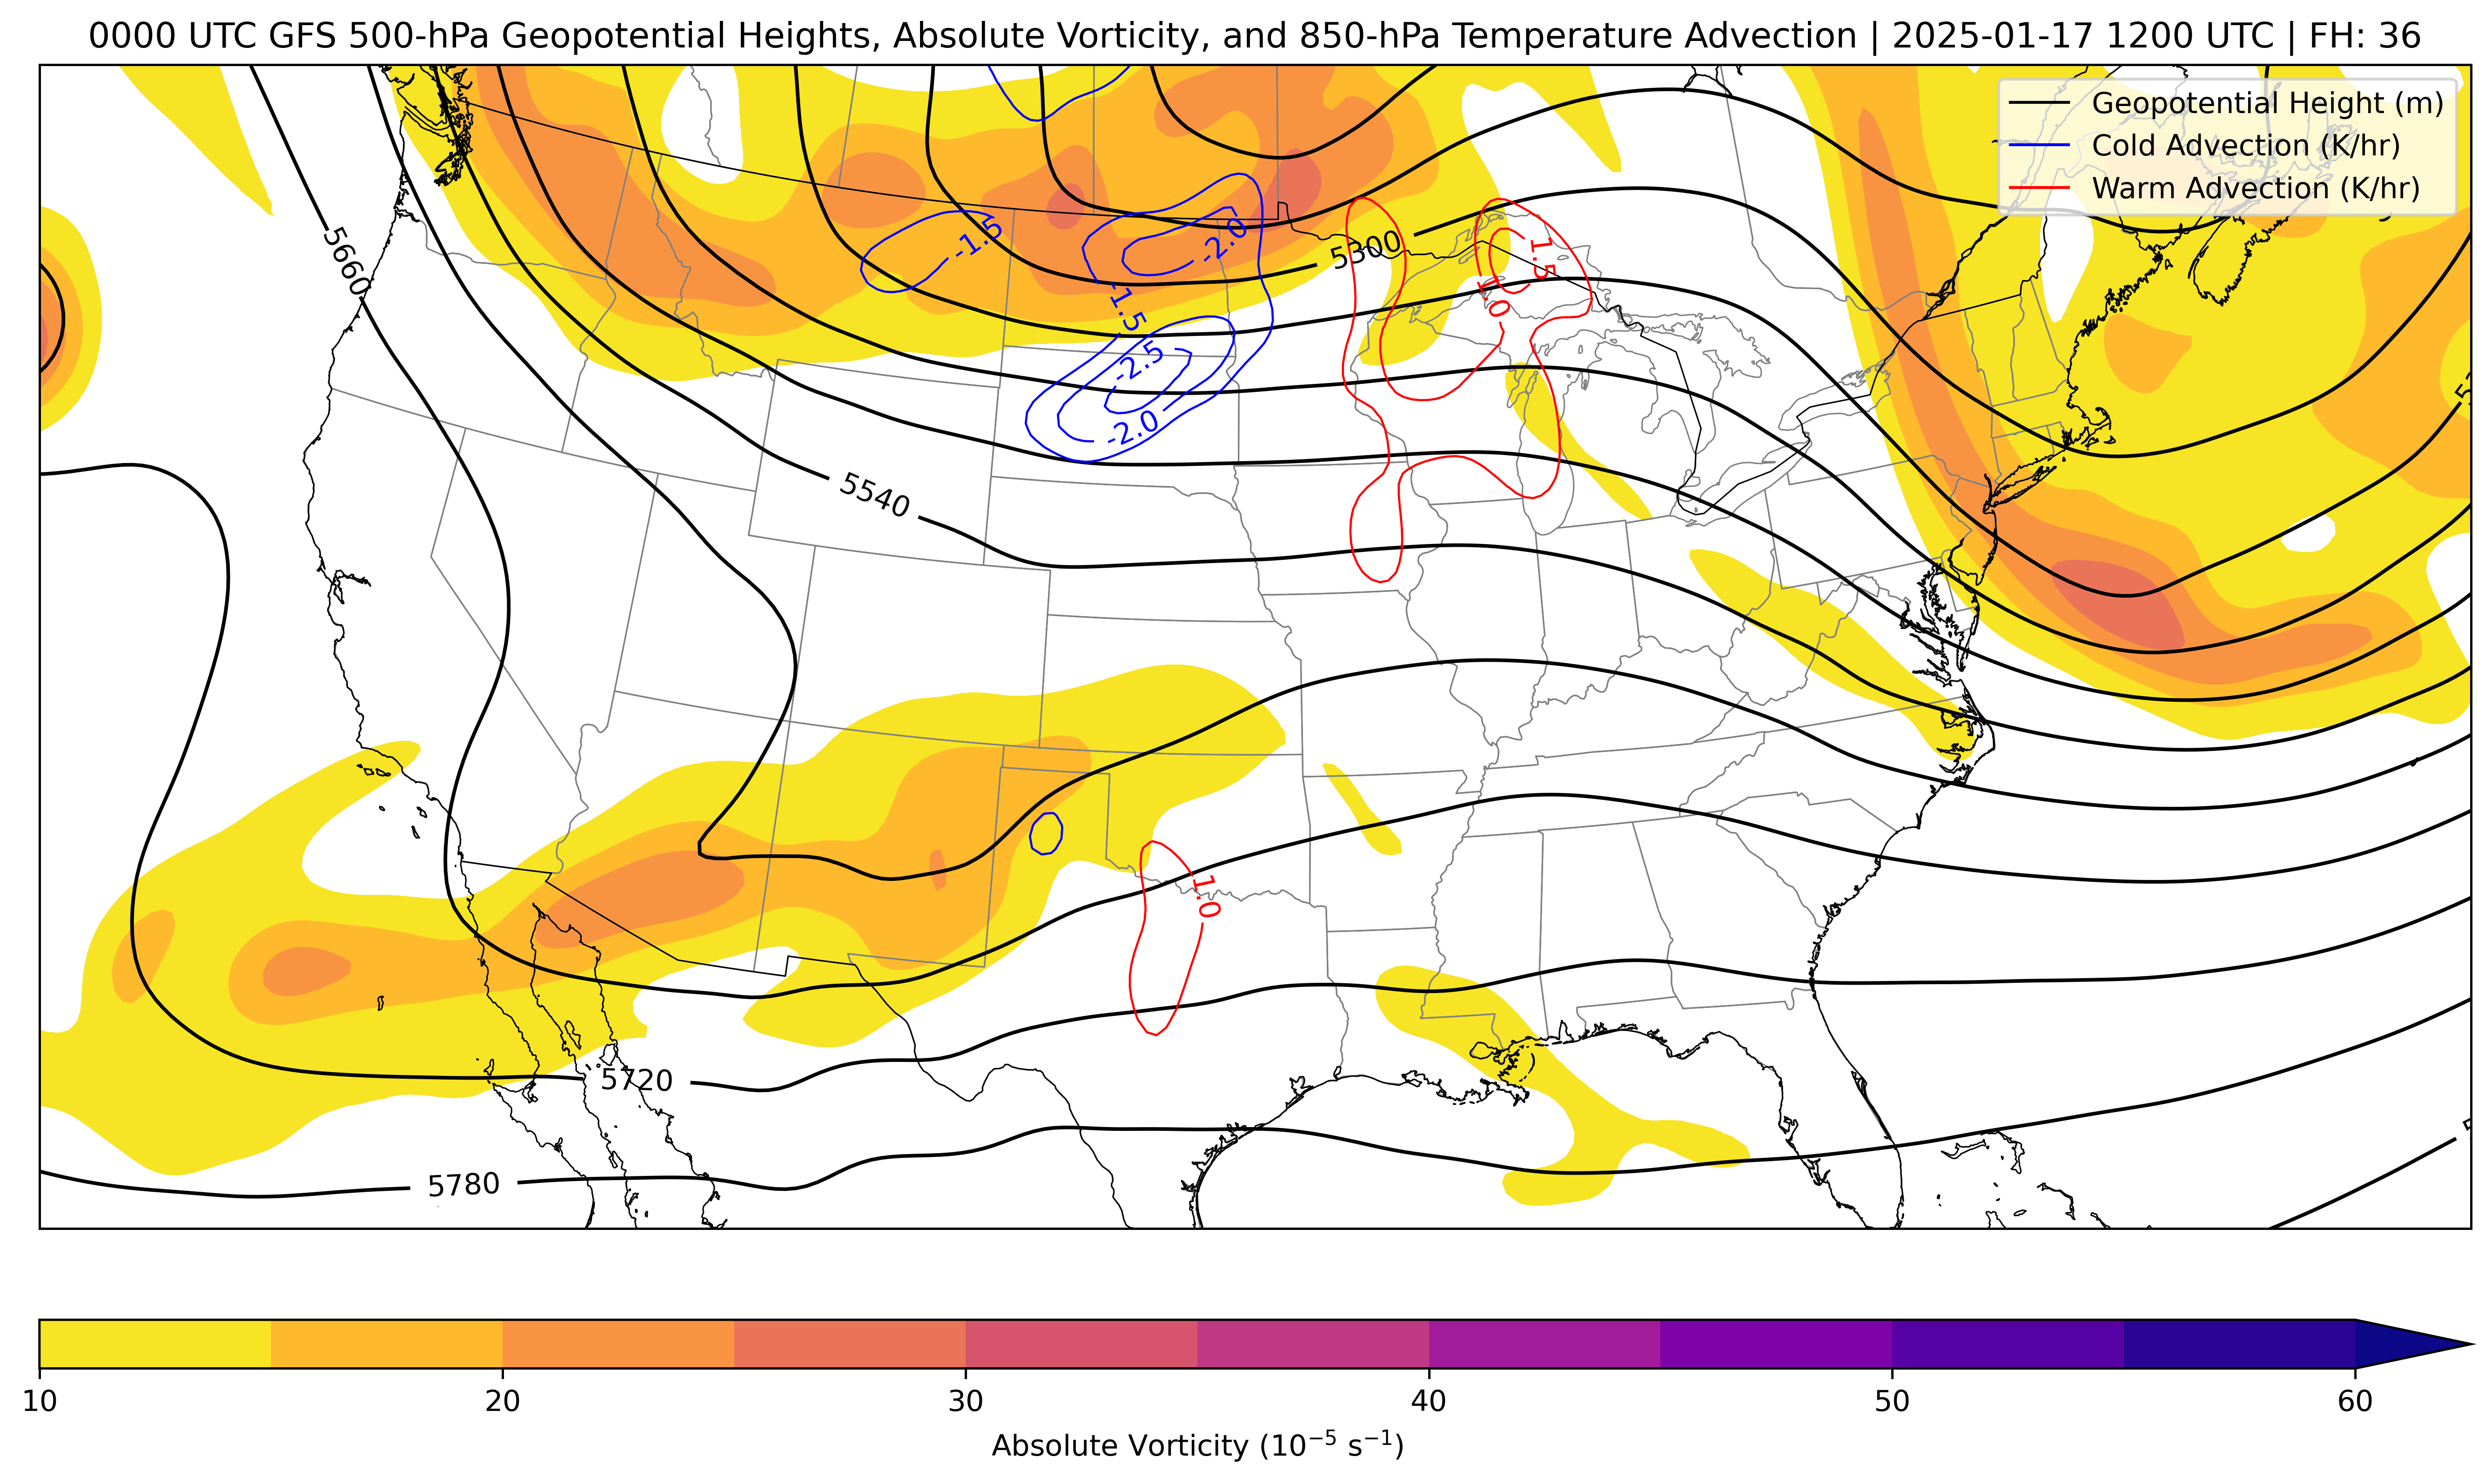 0000 UTC GFS 500-hPa Geopotential Heights, Absolute Vorticity, and 850-hPa Temperature Advection | 2025-01-17 1200 UTC | FH: 36
Geopotential Height (m)
Cold Advection (K/hr)
Warm Advection (K/hr)
5660
-1.5
-2.0
5300
1.5
1.0
-1.5
-2.5
-2.0
5540
1.0
5720
5780
10 20 30 40 50 60
Absolute Vorticity (10⁻⁵ s⁻¹)